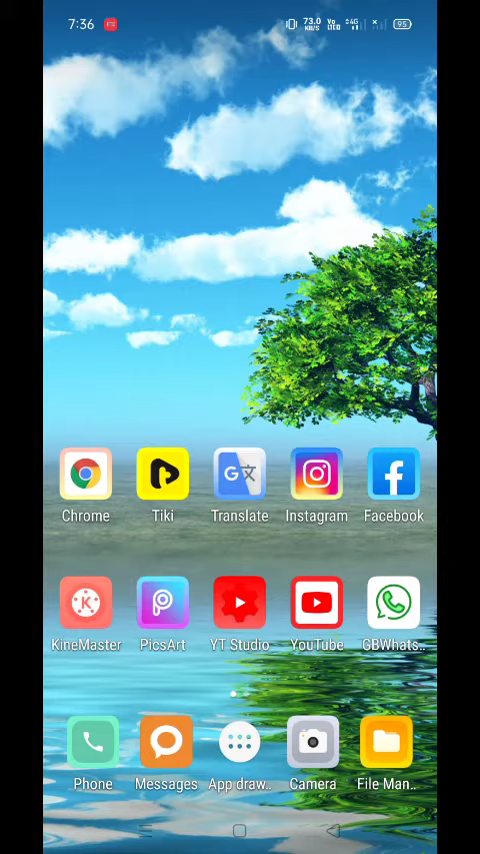 7:36 73.0 KB/S Vo LTE 4G 95
Chrome Tiki Translate Instagram Facebook
KineMaster PicsArt YT Studio YouTube GBWhats..
Phone Messages App draw.. Camera File Man..